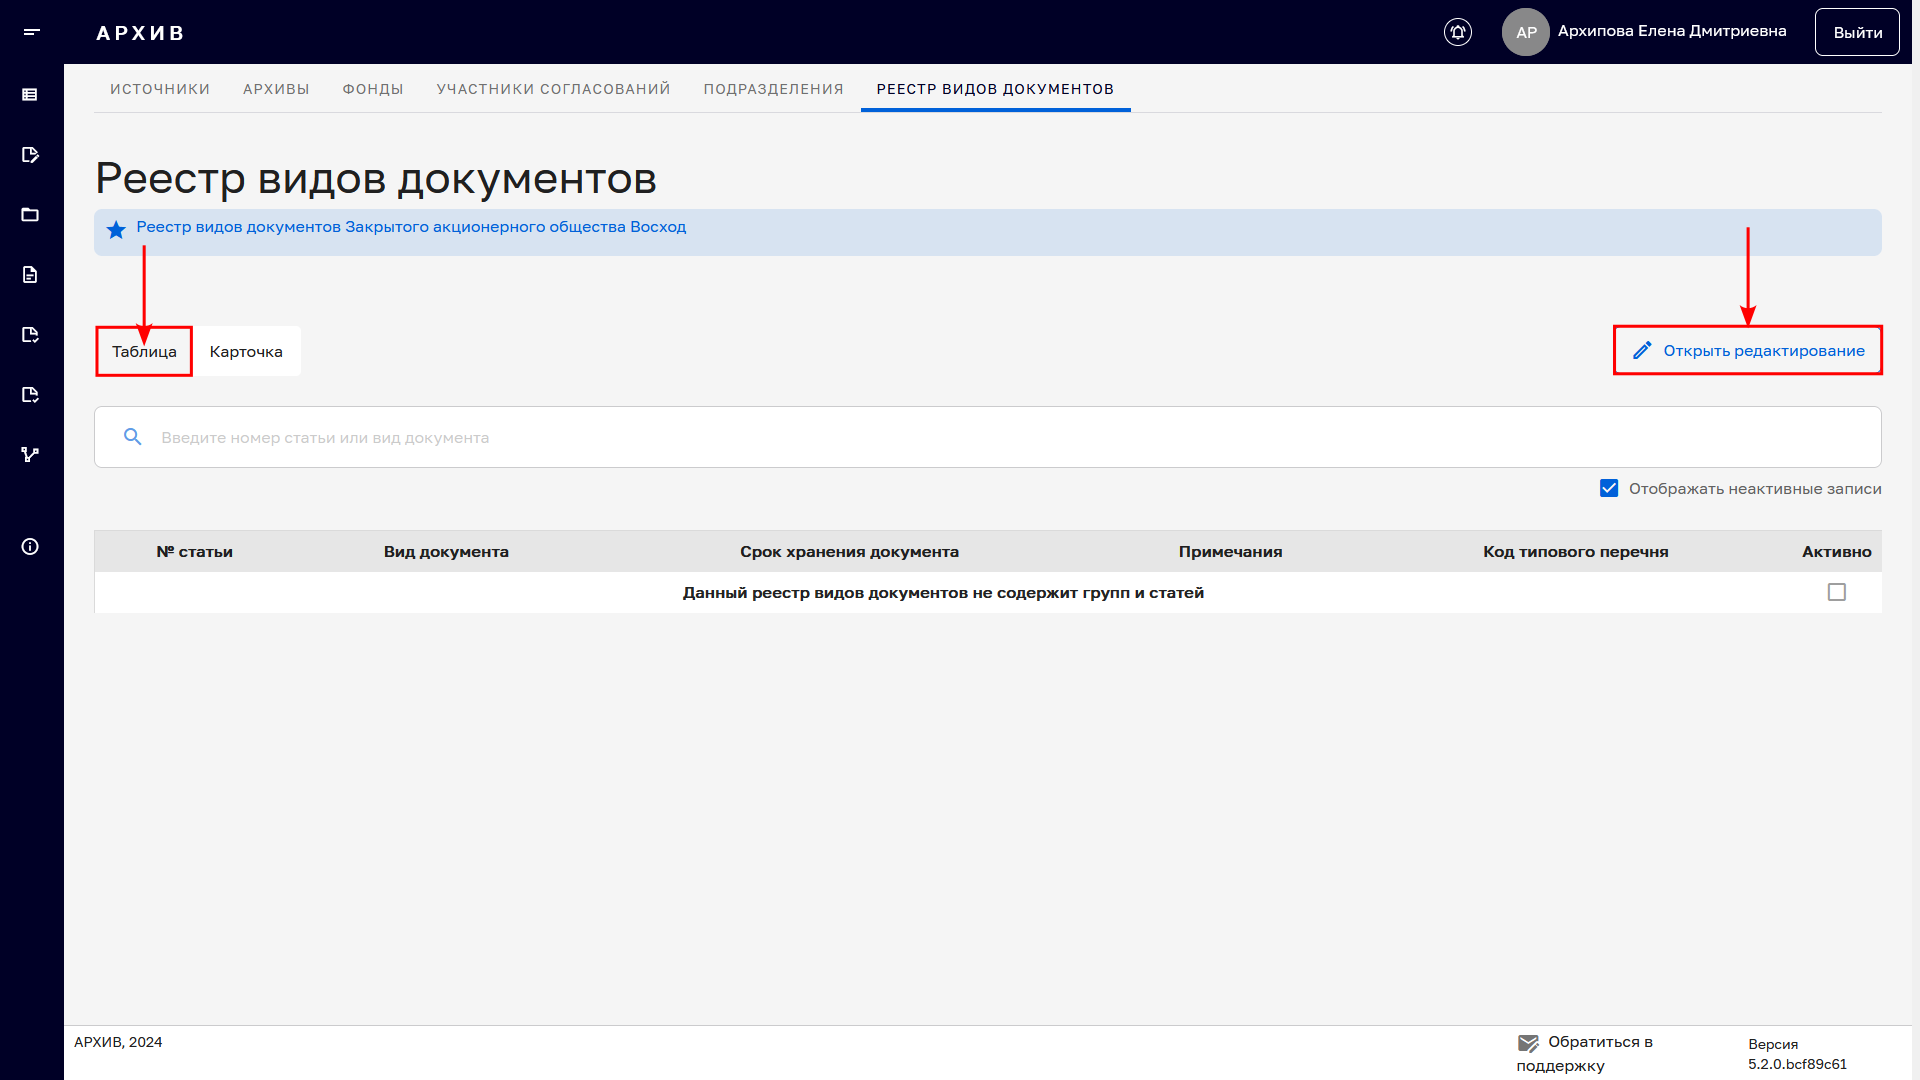 АРХИВ
АР
Архипова Елена Дмитриевна
Выйти
ИСТОЧНИКИ АРХИВЫ ФОНДЫ УЧАСТНИКИ СОГЛАСОВАНИЙ ПОДРАЗДЕЛЕНИЯ РЕЕСТР ВИДОВ ДОКУМЕНТОВ
Реестр видов документов
Реестр видов документов Закрытого акционерного общества Восход
Таблица Карточка Открыть редактирование
Введите номер статьи или вид документа
Отображать неактивные записи
№ статьи Вид документа Срок хранения документа Примечания Код типового перечня Активно
Данный реестр видов документов не содержит групп и статей
АРХИВ, 2024
Обратиться в
поддержку
Версия
5.2.0.bcf89c61